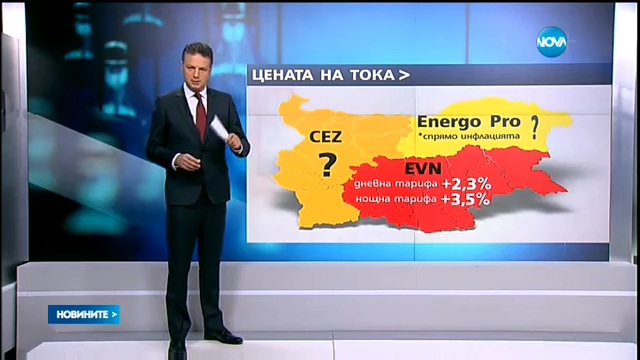 NOVA
ЦЕНАТА НА ТОКА >
CEZ
?
Energo Pro
*спрямо инфлацията
?
EVN
дневна тарифа +2,3%
нощна тарифа +3,5%
НОВИНИТЕ >